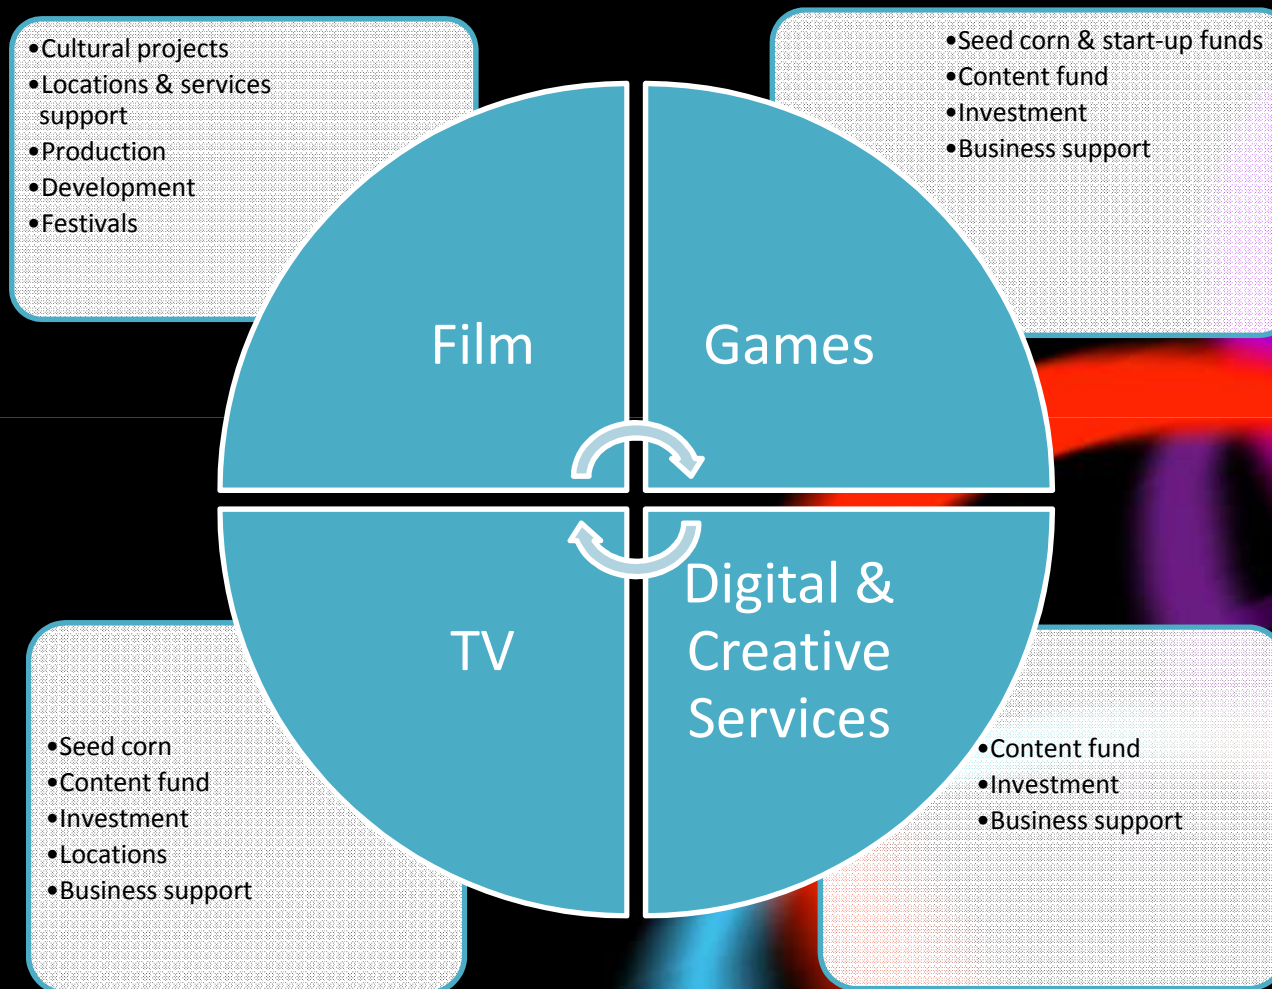 •Cultural projects
•Locations & services
support
•Production
•Development
•Festivals
•Seed corn & start-up funds
•Content fund
•Investment
•Business support
Film
Games
TV
Digital &
Creative
Services
•Seed corn
•Content fund
•Investment
•Locations
•Business support
•Content fund
•Investment
•Business support